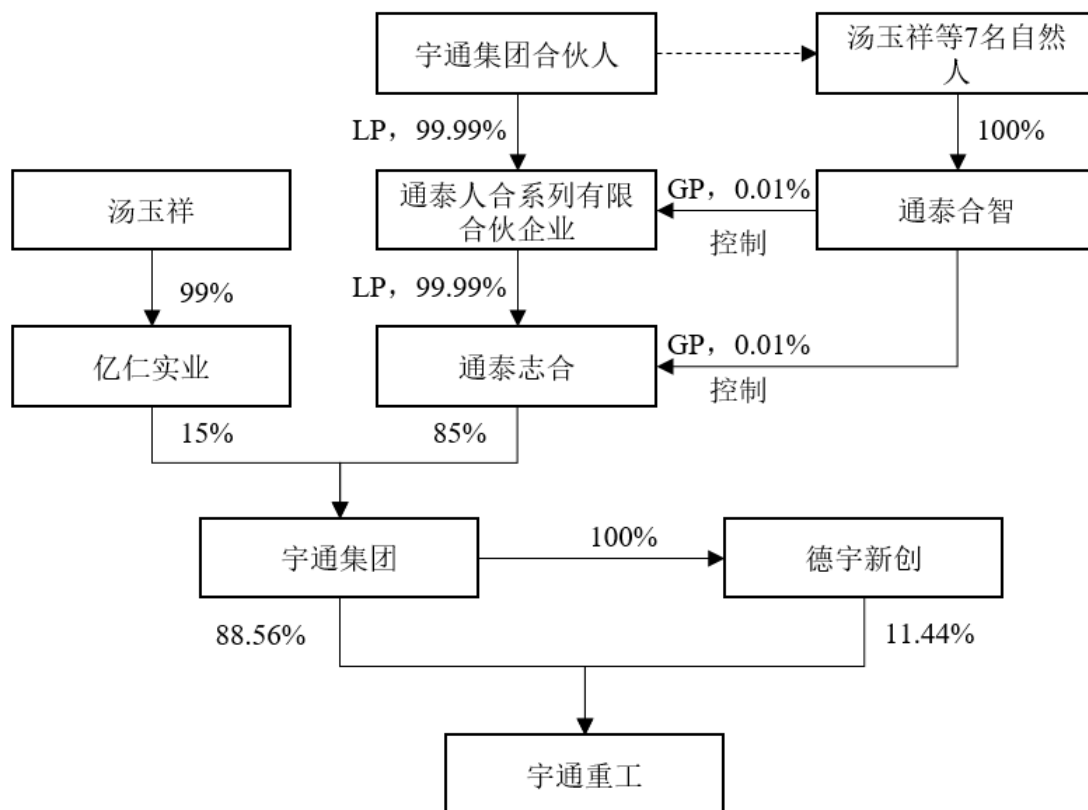 宇通集团合伙人
汤玉祥等7名自然
人
LP，99.99%
100%
汤玉祥
通泰人合系列有限
合伙企业
GP，0.01%
控制
通泰合智
99%
LP，99.99%
亿仁实业
通泰志合
GP，0.01%
控制
15%
85%
宇通集团
100%
德宇新创
88.56%
11.44%
宇通重工